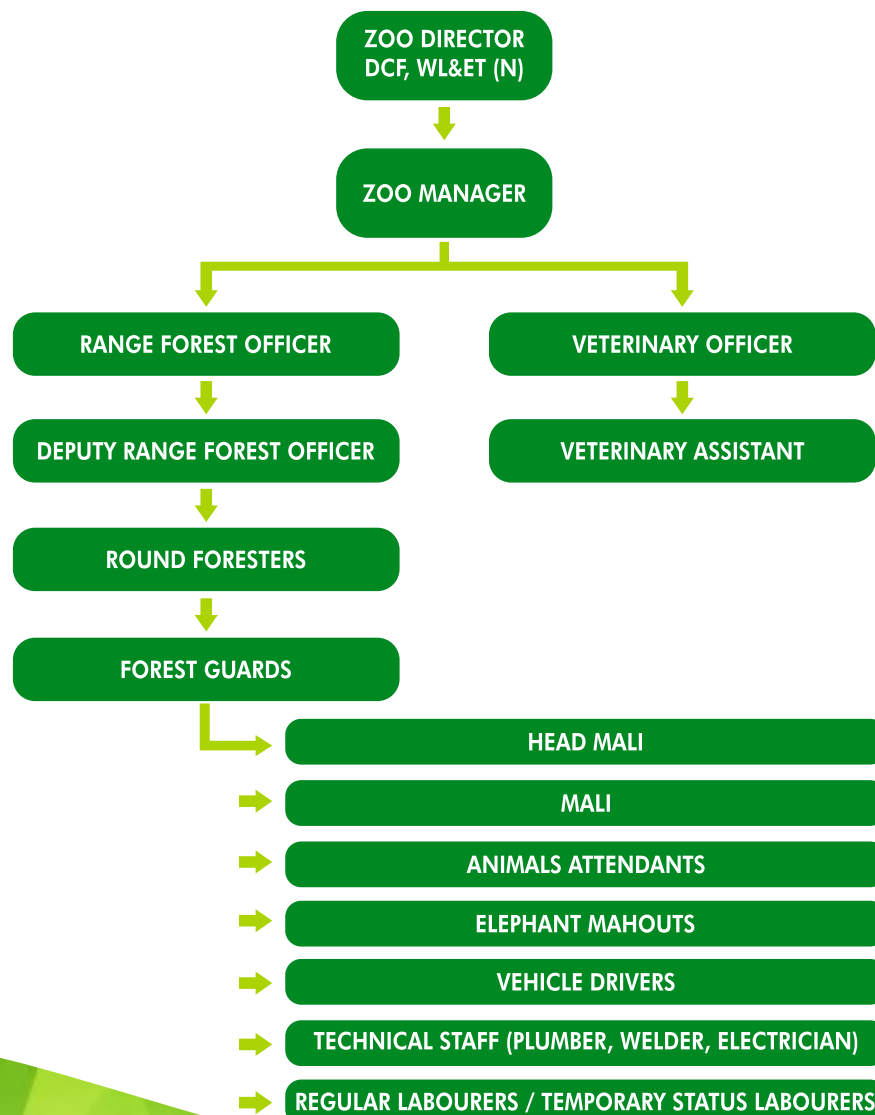 ZOO DIRECTOR
DCF, WL&ET (N)
ZOO MANAGER
RANGE FOREST OFFICER
VETERINARY OFFICER
DEPUTY RANGE FOREST OFFICER
VETERINARY ASSISTANT
ROUND FORESTERS
FOREST GUARDS
HEAD MALI
MALI
ANIMALS ATTENDANTS
ELEPHANT MAHOUTS
VEHICLE DRIVERS
TECHNICAL STAFF (PLUMBER, WELDER, ELECTRICIAN)
REGULAR LABOURERS / TEMPORARY STATUS LABOURERS